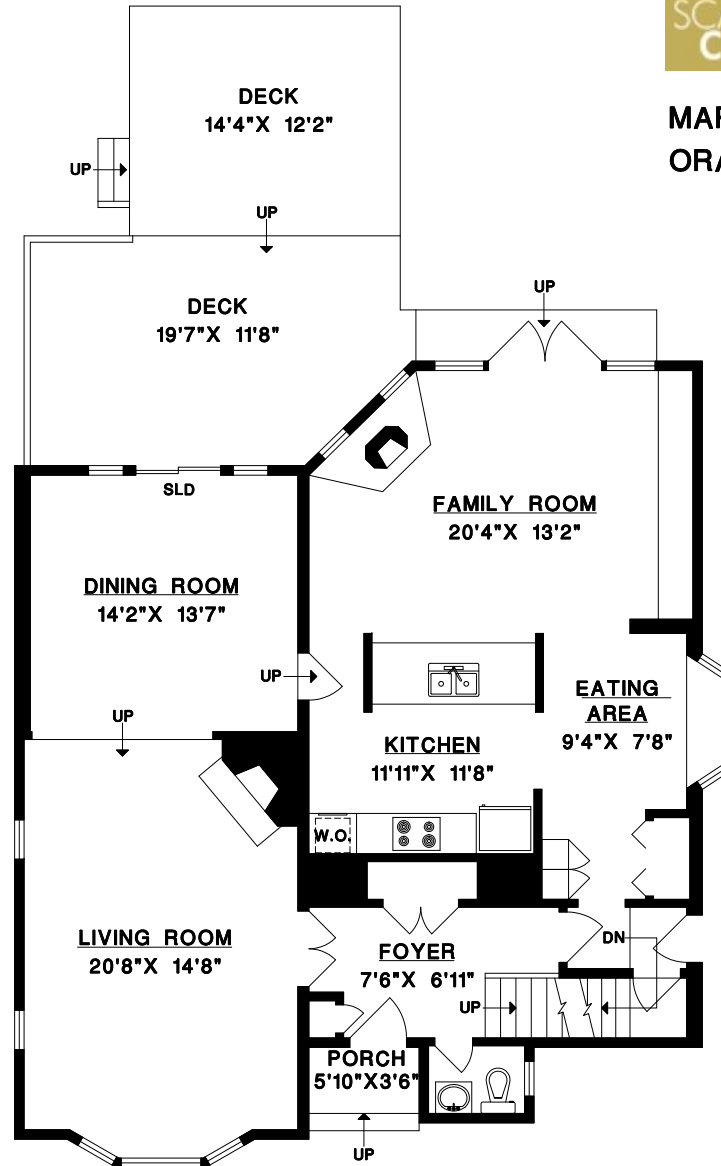 DECK
14'4"X 12'2"
UP
UP
DECK
19'7"X 11'8"
UP
SLD
FAMILY ROOM
20'4"X 13'2"
DINING ROOM
14'2"X 13'7"
UP
EATING
AREA
9'4"X 7'8"
UP
KITCHEN
11'11"X 11'8"
W.O.
LIVING ROOM
20'8"X 14'8"
FOYER
7'6"X 6'11"
DN
UP
PORCH
5'10"X3'6"
UP